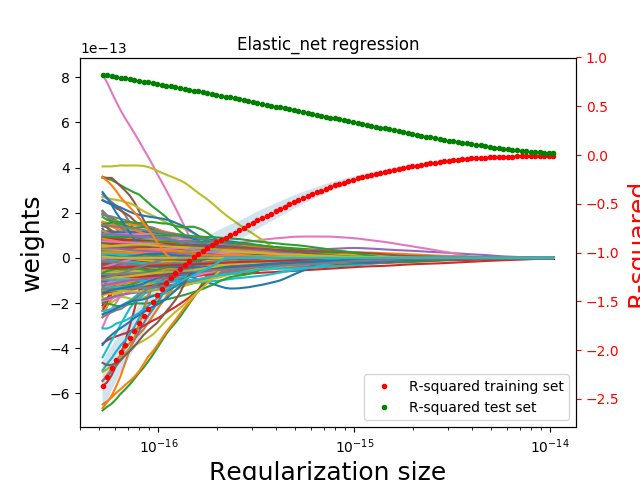 Elastic_net regression
1e−13
8
6
4
2
0
−2
−4
−6
weights
1.0
0.5
0.0
−0.5
−1.0
−1.5
−2.0
−2.5
R-squared
R-squared training set
R-squared test set
10^−16
10^−15
10^−14
Regularization size